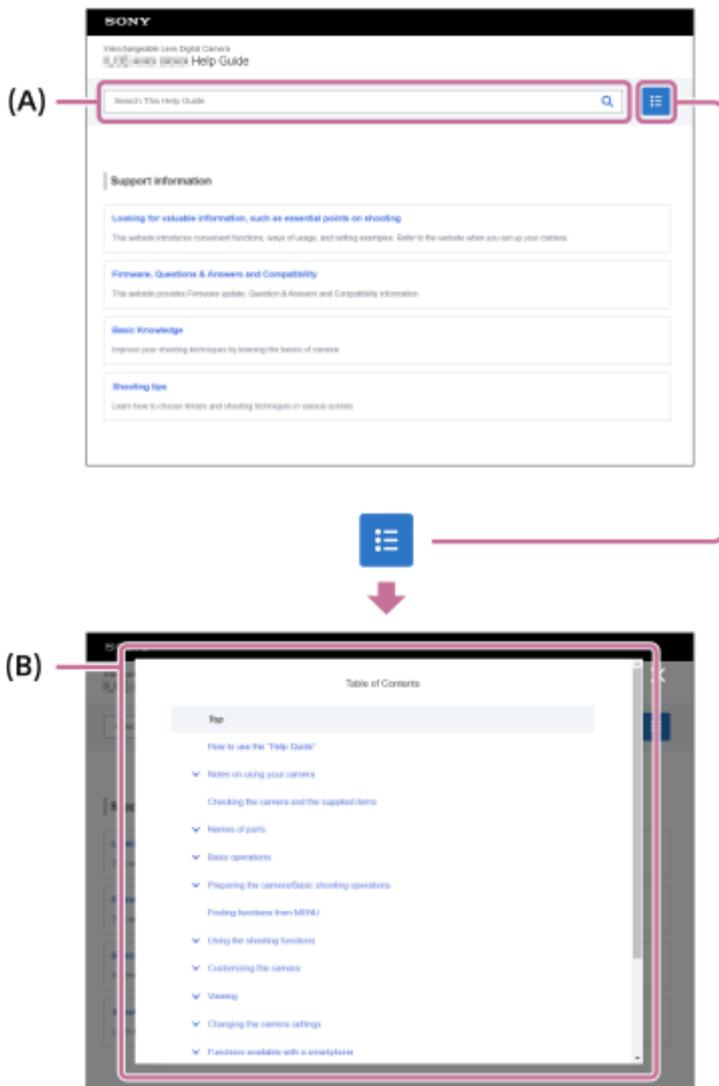 SONY
Interchangeable Lens Digital Camera
Help Guide
(A)
Search This Help Guide
Support information
Looking for valuable information, such as essential points on shooting
This website introduces convenient functions, ways of usage, and setting examples. Refer to the website when you set up your camera
Firmware, Questions & Answers and Compatibility
This website provides Firmware update, Question & Answers and Compatibility information
Basic Knowledge
Improve your shooting techniques by learning the basics of camera
Shooting tips
Learn how to choose lenses and shooting techniques in various scenes.
(B)
Table of Contents
Top
How to use the "Help Guide"
Notes on using your camera
Checking the camera and the supplied items
Names of parts
Basic operations
Preparing the camera/Basic shooting operations
Finding functions from MENU
Using the shooting functions
Customizing the camera
Viewing
Changing the camera settings
Functions available with a smartphone